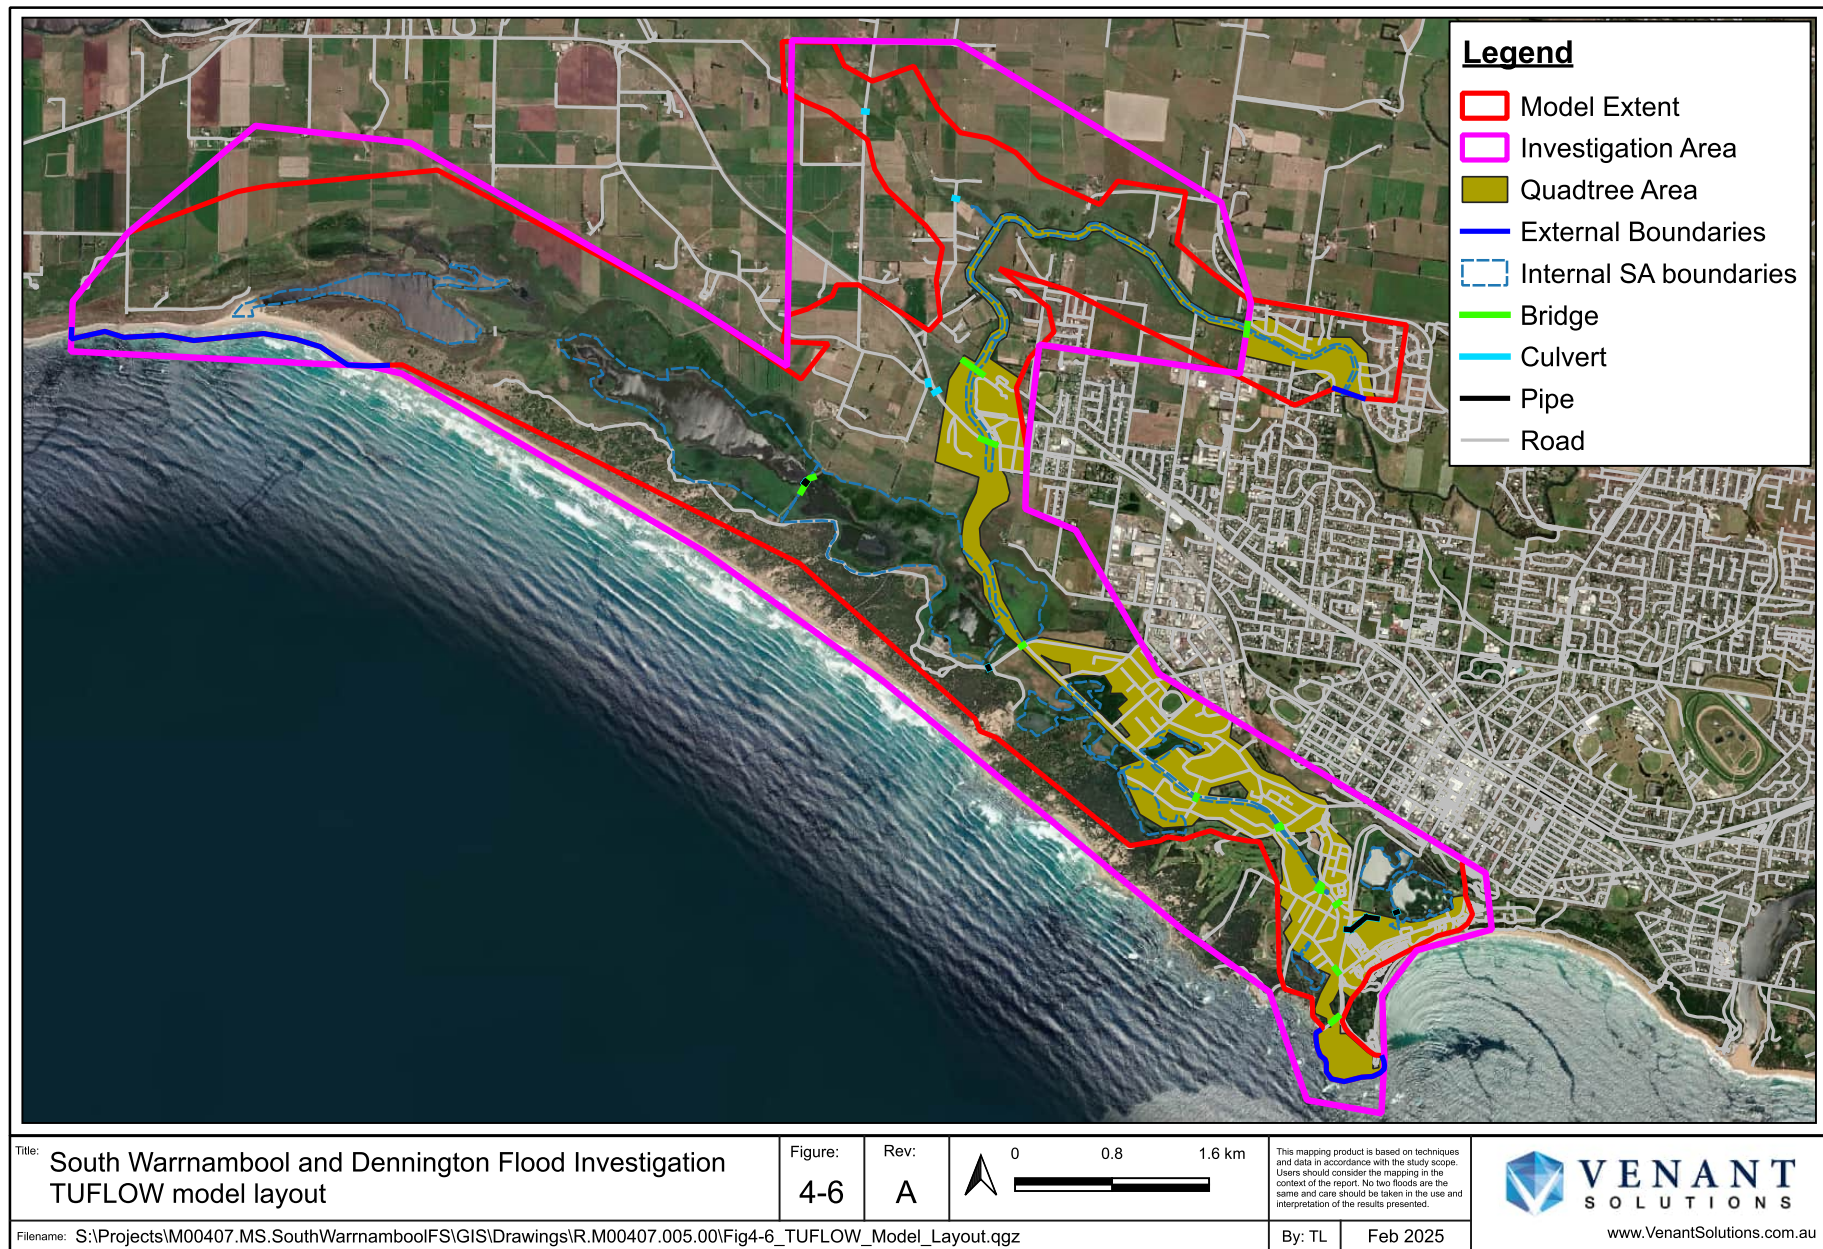 Legend
Model Extent
Investigation Area
Quadtree Area
External Boundaries
Internal SA boundaries
Bridge
Culvert
Pipe
Road
Title:
South Warrnambool and Dennington Flood Investigation
TUFLOW model layout
Figure:
4-6
Rev:
A
0 0.8 1.6 km
This mapping product is based on techniques
and data in accordance with the study scope.
Users should consider the mapping in the
context of the report. No two floods are the
same and care should be taken in the use and
interpretation of the results presented.
VENANT
SOLUTIONS
www.VenantSolutions.com.au
Filename: S:\Projects\M00407.MS.SouthWarrnamboolFS\GIS\Drawings\R.M00407.005.00\Fig4-6_TUFLOW_Model_Layout.qgz
By: TL
Feb 2025